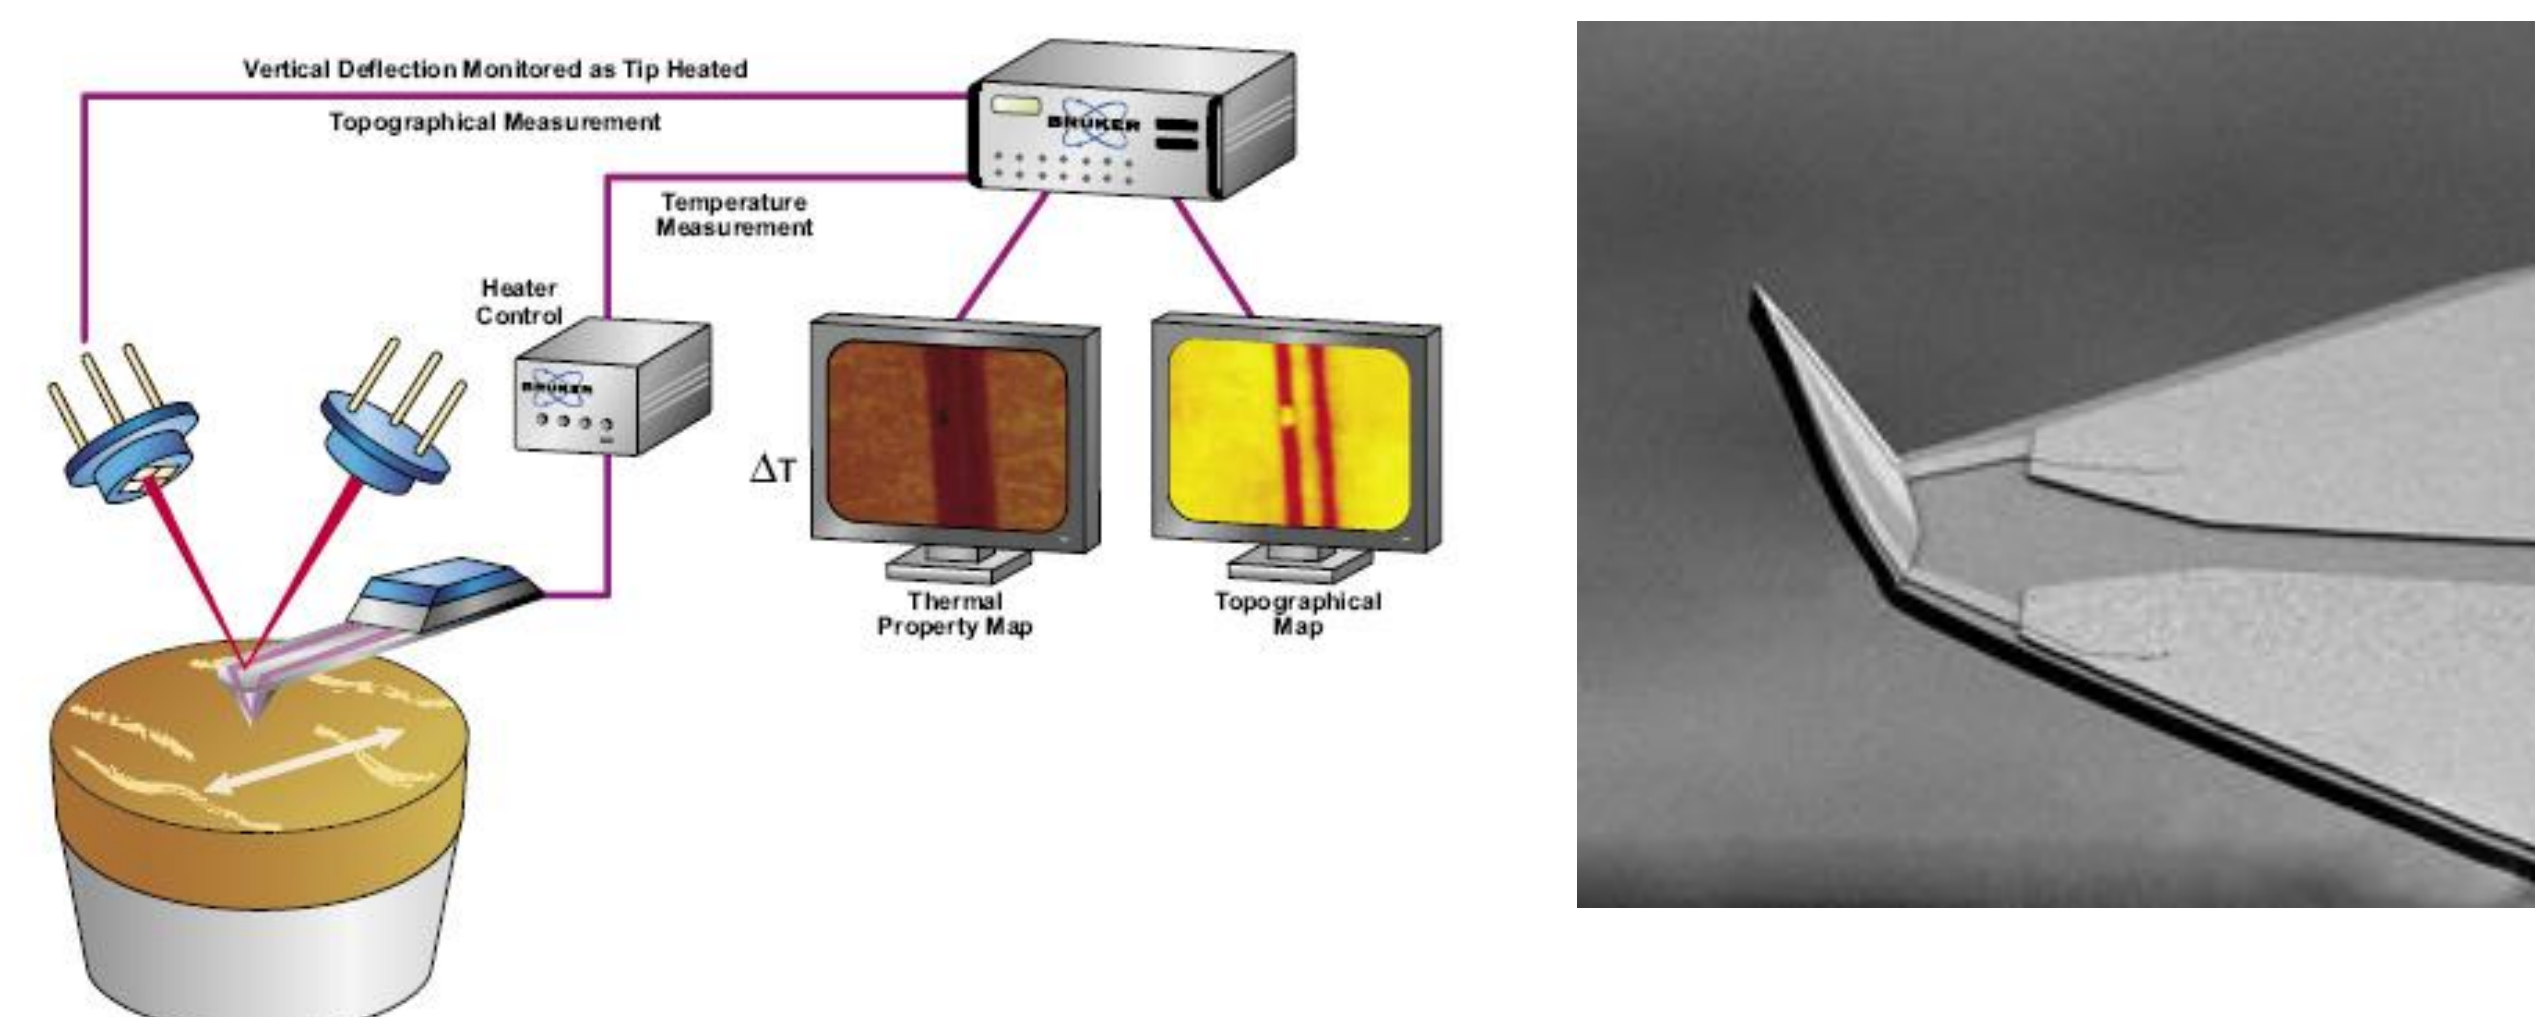 Vertical Deflection Monitored as Tip Heated
Topographical Measurement
BRUKER
Temperature
Measurement
Heater
Control
BRUKER
ΔT
Thermal
Property Map
Topographical
Map